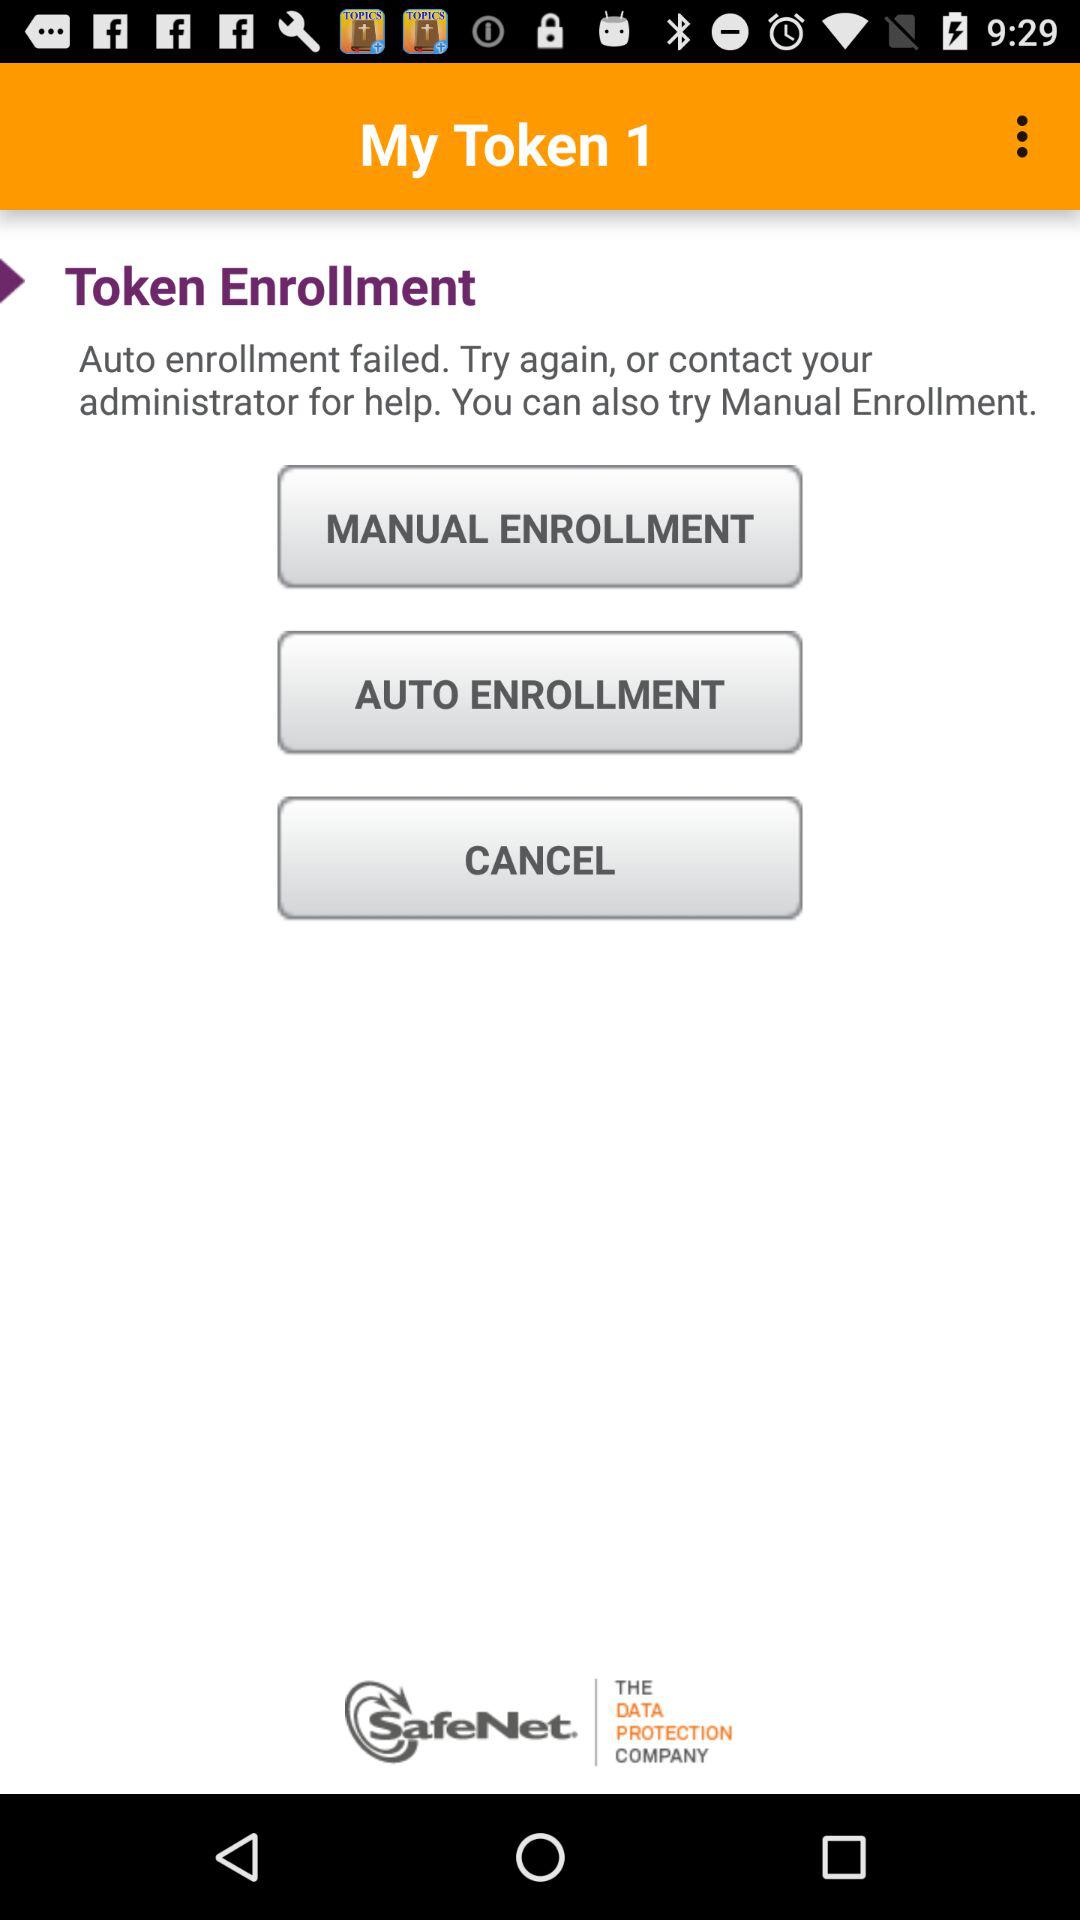 TOPICS TOPICS 9:29
My Token 1
Token Enrollment
Auto enrollment failed. Try again, or contact your
administrator for help. You can also try Manual Enrollment.
MANUAL ENROLLMENT
AUTO ENROLLMENT
CANCEL
SafeNet.
THE
DATA
PROTECTION
COMPANY